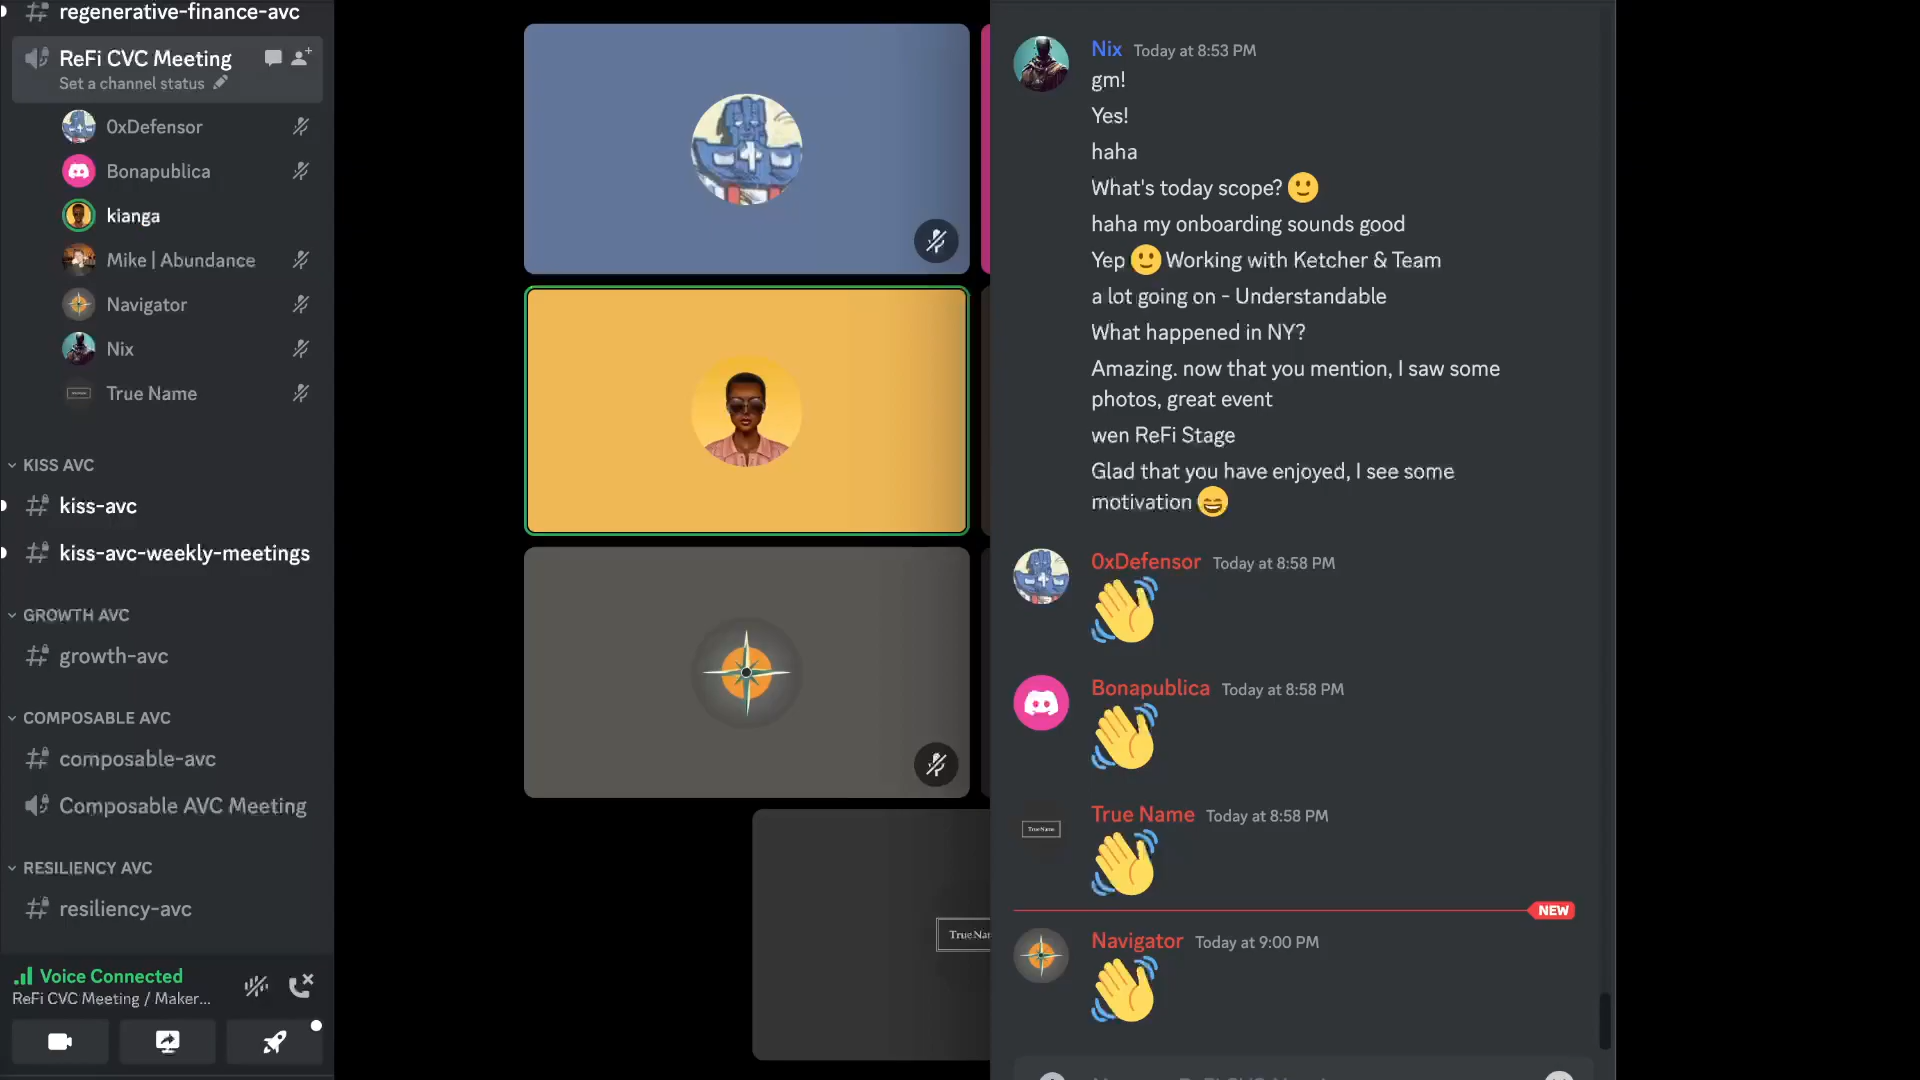 regenerative-finance-avc
ReFi CVC Meeting
Set a channel status
0xDefensor
Bonapublica
kianga
Mike | Abundance
Navigator
Nix
True Name
KISS AVC
kiss-avc
kiss-avc-weekly-meetings
GROWTH AVC
growth-avc
COMPOSABLE AVC
composable-avc
Composable AVC Meeting
RESILIENCY AVC
resiliency-avc
Voice Connected
ReFi CVC Meeting / Maker...
True Na
Nix Today at 8:53 PM
gm!
Yes!
haha
What's today scope? 🙂
haha my onboarding sounds good
Yep 🙂 Working with Ketcher & Team
a lot going on - Understandable
What happened in NY?
Amazing. now that you mention, I saw some
photos, great event
wen ReFi Stage
Glad that you have enjoyed, I see some
motivation 😄
0xDefensor Today at 8:58 PM
👋
Bonapublica Today at 8:58 PM
👋
True Name
True Name Today at 8:58 PM
👋
NEW
Navigator Today at 9:00 PM
👋